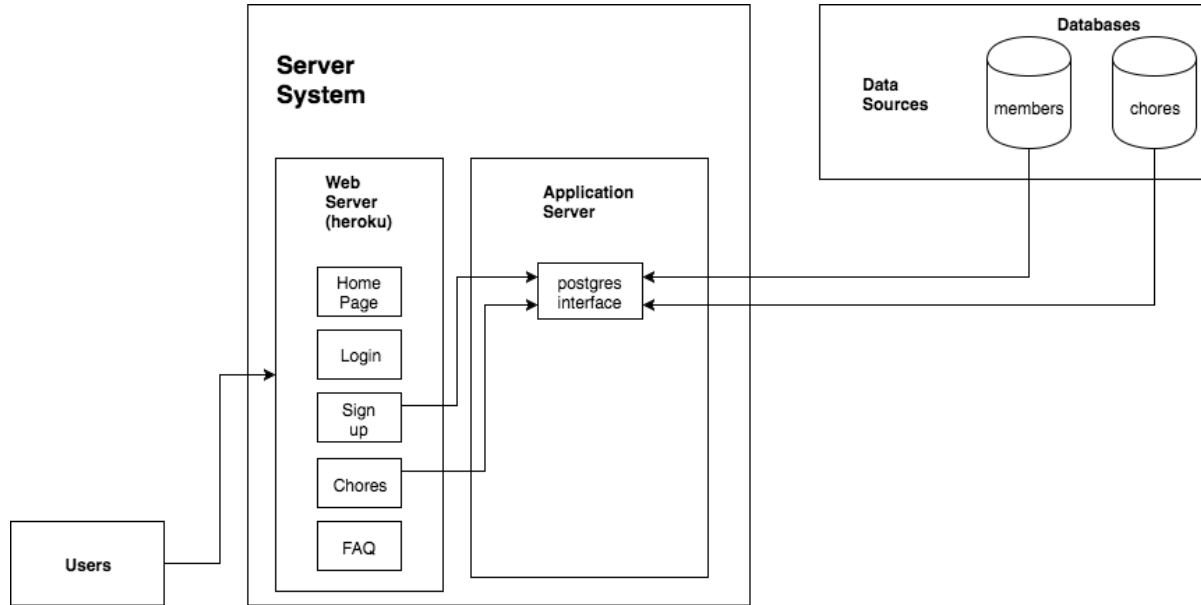 Server
System
Web
Server
(heroku)
Home
Page
Login
Sign
up
Chores
FAQ
Users
Application
Server
postgres
interface
Databases
Data
Sources
members
chores